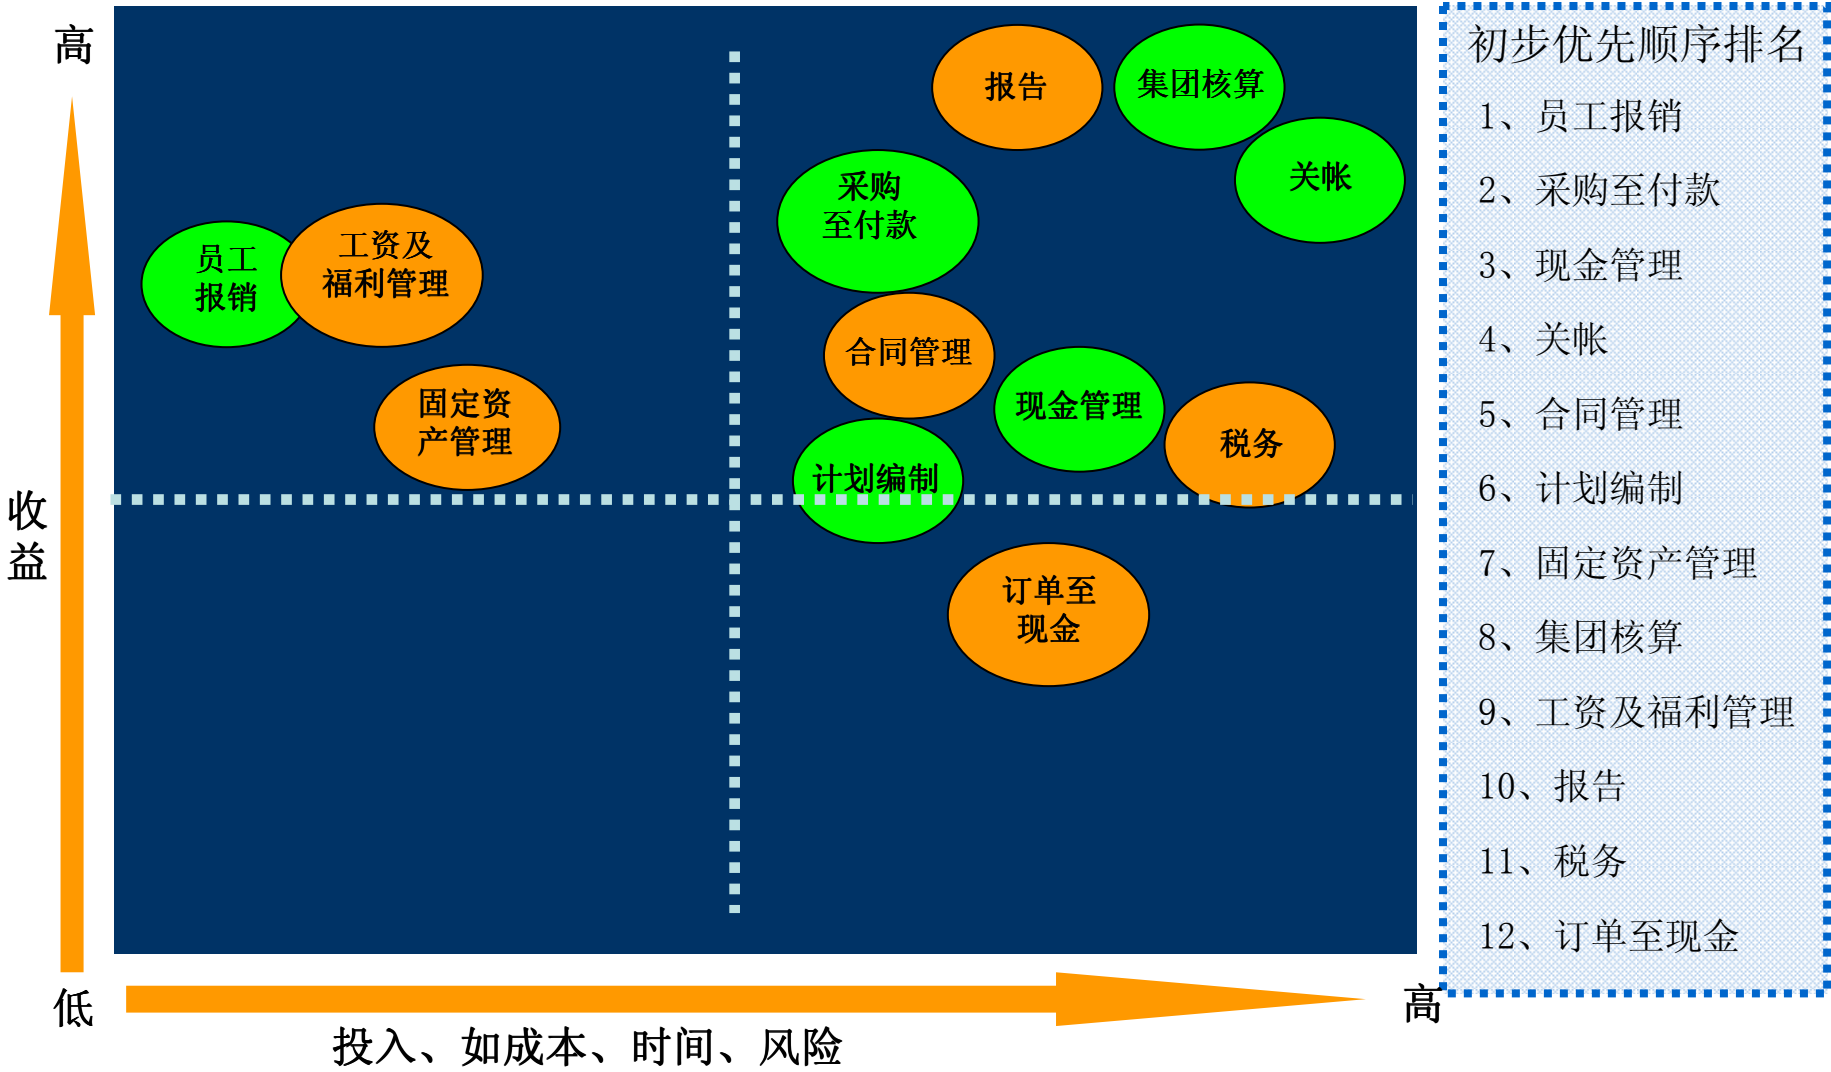 高
报告
集团核算
关帐
采购
至付款
员工
报销
工资及
福利管理
合同管理
现金管理
固定资
产管理
税务
计划编制
收
益
订单至
现金
低
高
投入、如成本、时间、风险
初步优先顺序排名
1、员工报销
2、采购至付款
3、现金管理
4、关帐
5、合同管理
6、计划编制
7、固定资产管理
8、集团核算
9、工资及福利管理
10、报告
11、税务
12、订单至现金